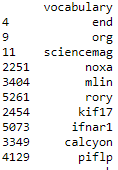 vocabulary
4 end
9 org
11 sciencemag
2251 noxa
3404 mlin
5261 rory
2454 kif17
5073 ifnar1
3349 calcyon
4129 piflp